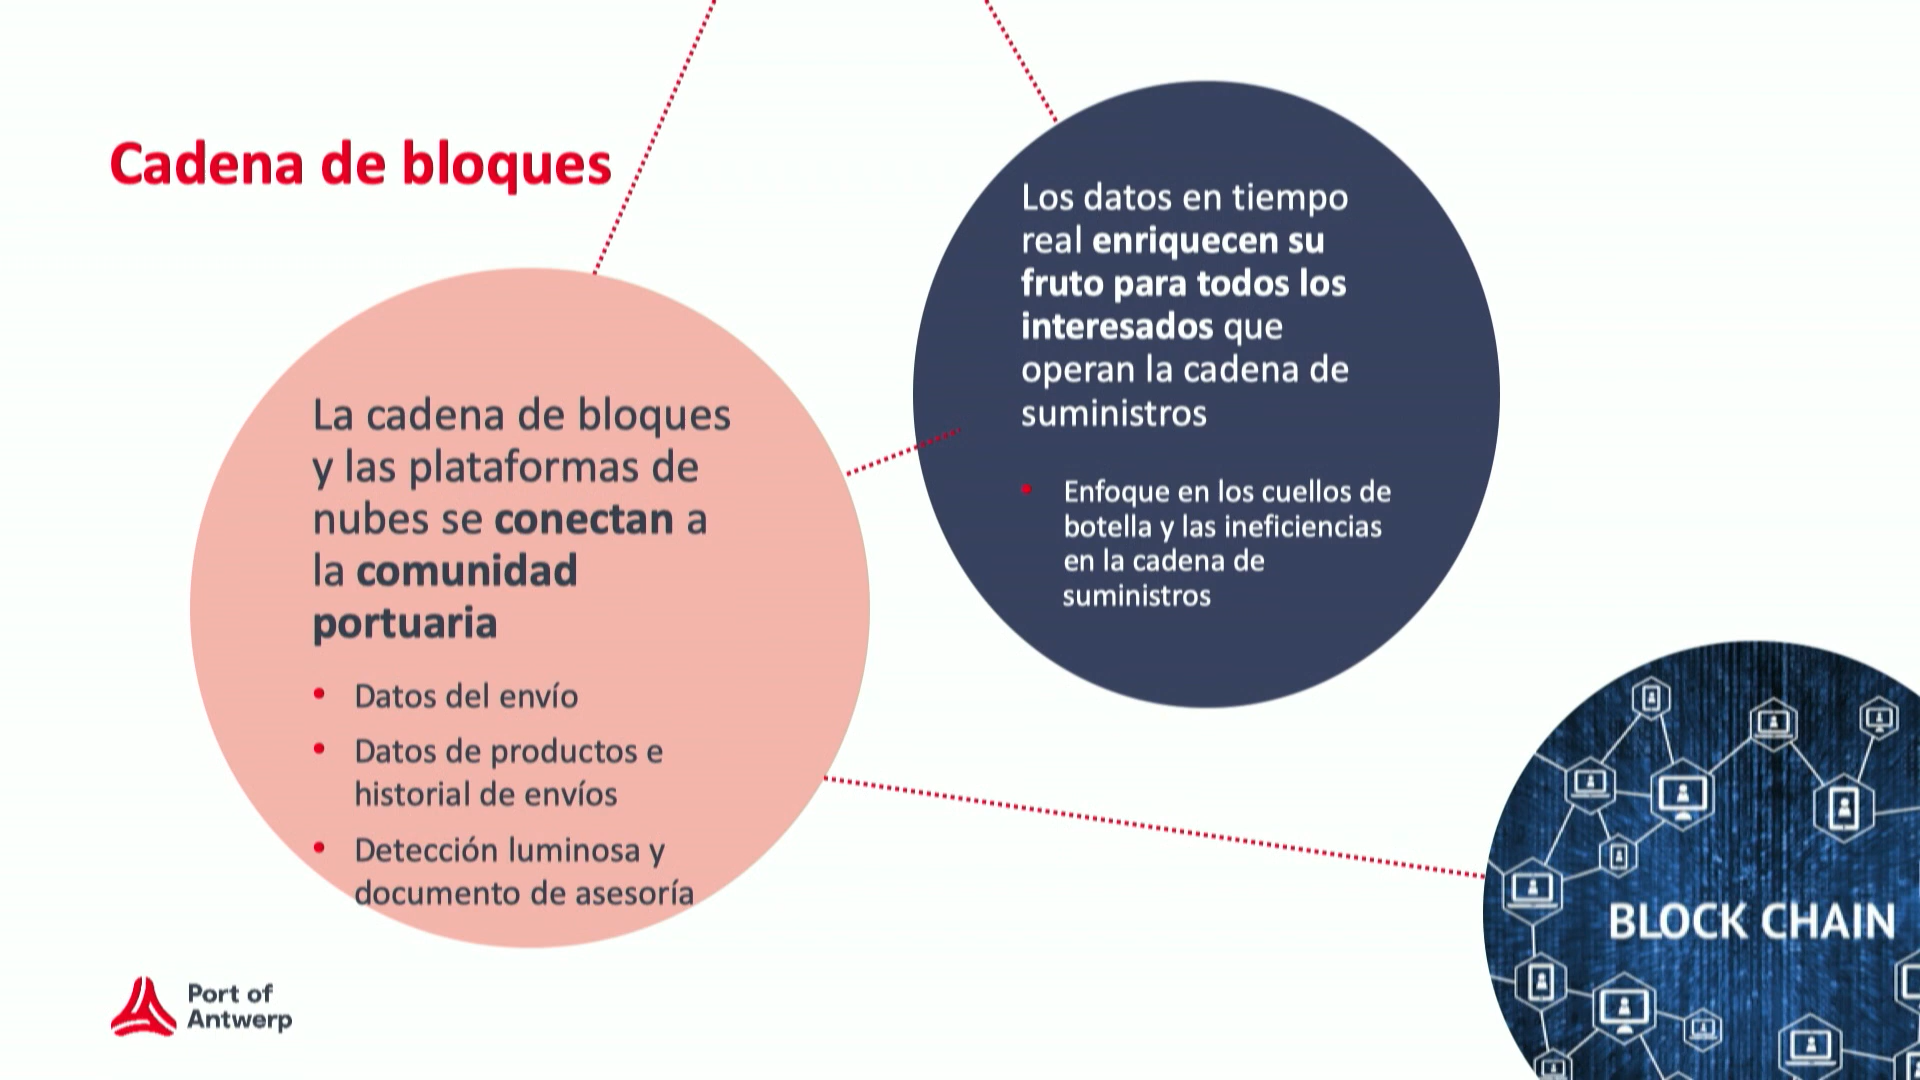 Cadena de bloques
La cadena de bloques
y las plataformas de
nubes se conectan a
la comunidad
portuaria
• Datos del envío
• Datos de productos e
historial de envíos
• Detección luminosa y
documento de asesoría
Los datos en tiempo
real enriquecen su
fruto para todos los
interesados que
operan la cadena de
suministros
• Enfoque en los cuellos de
botella y las ineficiencias
en la cadena de
suministros
BLOCK CHAIN
Port of
Antwerp